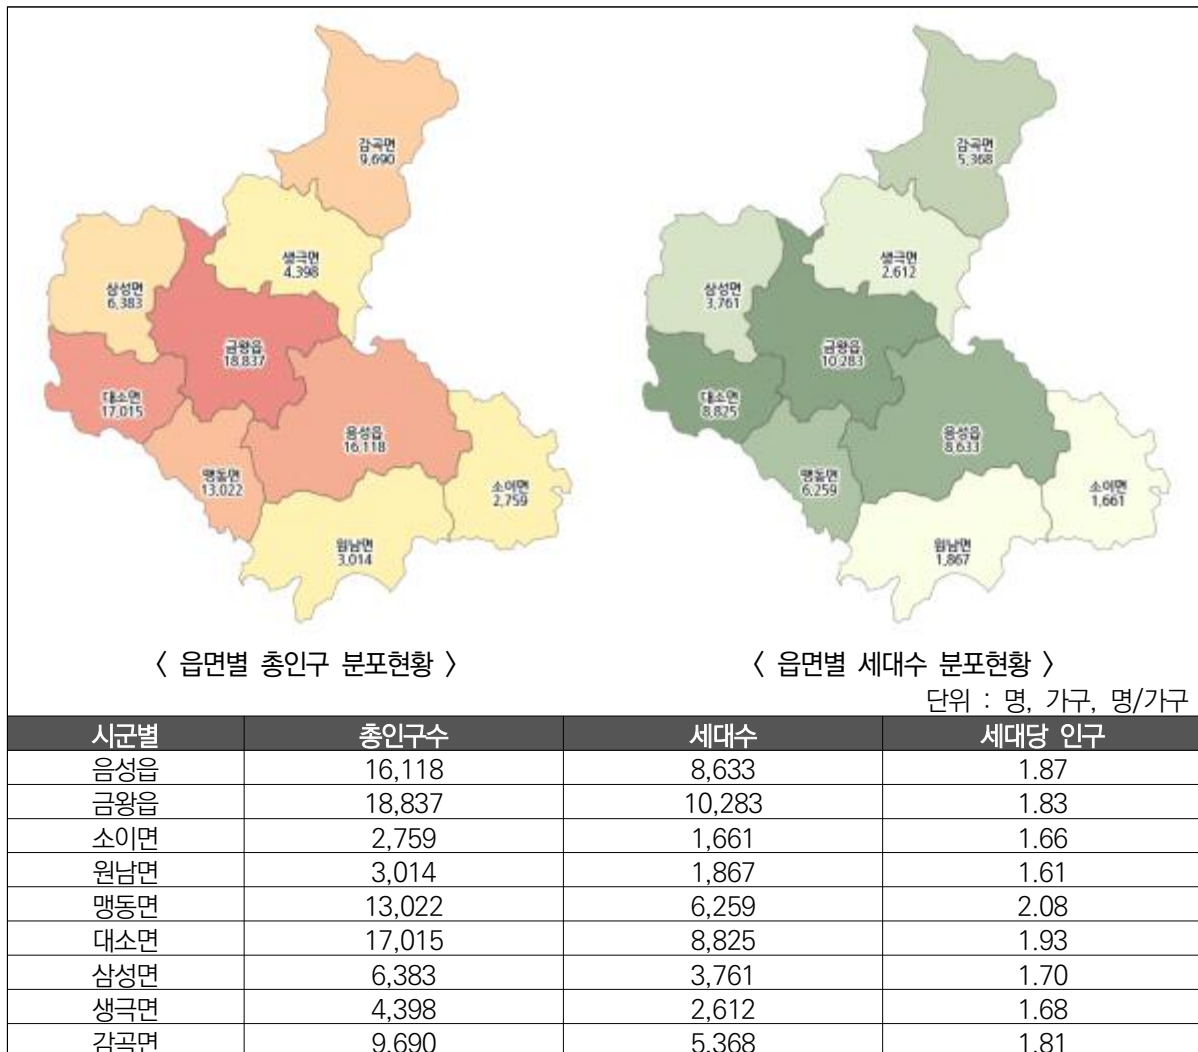 감곡면
9,690
생극면
4,398
삼성면
6,383
금왕읍
18,837
대소면
17,015
음성읍
16,118
맹동면
13,022
소이면
2,759
원남면
3,014
감곡면
5,368
생극면
2,612
삼성면
3,761
금왕읍
10,283
대소면
8,825
음성읍
8,633
맹동면
6,259
소이면
1,661
원남면
1,867
〈 읍면별 총인구 분포현황 〉
〈 읍면별 세대수 분포현황 〉
단위 : 명, 가구, 명/가구
시군별 총인구수 세대수 세대당 인구
음성읍 16,118 8,633 1.87
금왕읍 18,837 10,283 1.83
소이면 2,759 1,661 1.66
원남면 3,014 1,867 1.61
맹동면 13,022 6,259 2.08
대소면 17,015 8,825 1.93
삼성면 6,383 3,761 1.70
생극면 4,398 2,612 1.68
감곡면 9,690 5,368 1.81